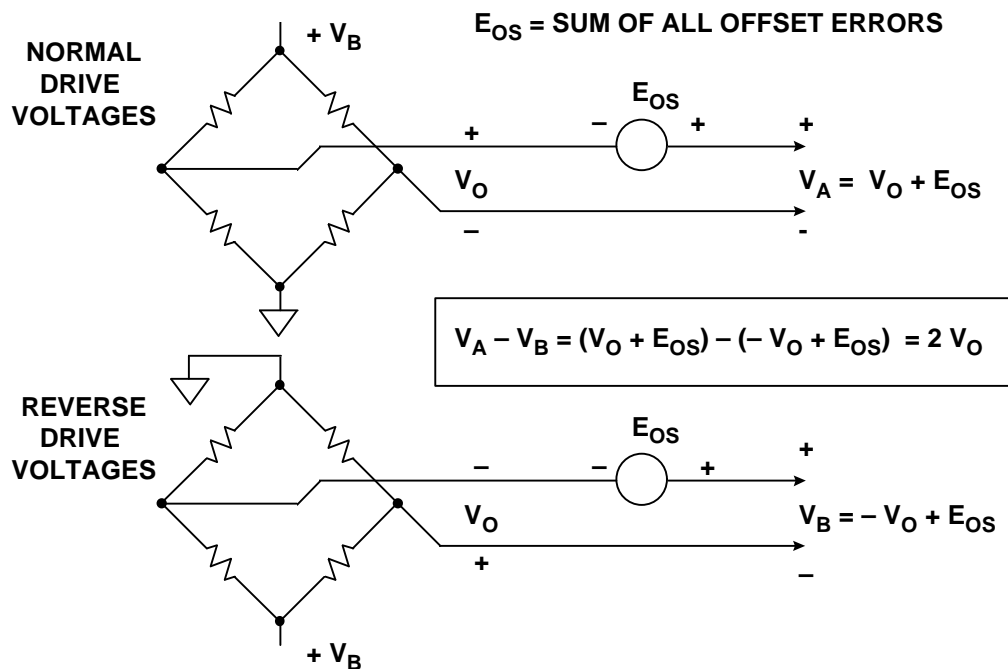 + V_B
E_OS = SUM OF ALL OFFSET ERRORS
NORMAL
DRIVE
VOLTAGES
E_OS
+
– +
+
V_O
V_A = V_O + E_OS
–
-
V_A – V_B = (V_O + E_OS) – (– V_O + E_OS) = 2 V_O
REVERSE
DRIVE
VOLTAGES
E_OS
–
– +
+
V_O
V_B = – V_O + E_OS
+
–
+ V_B